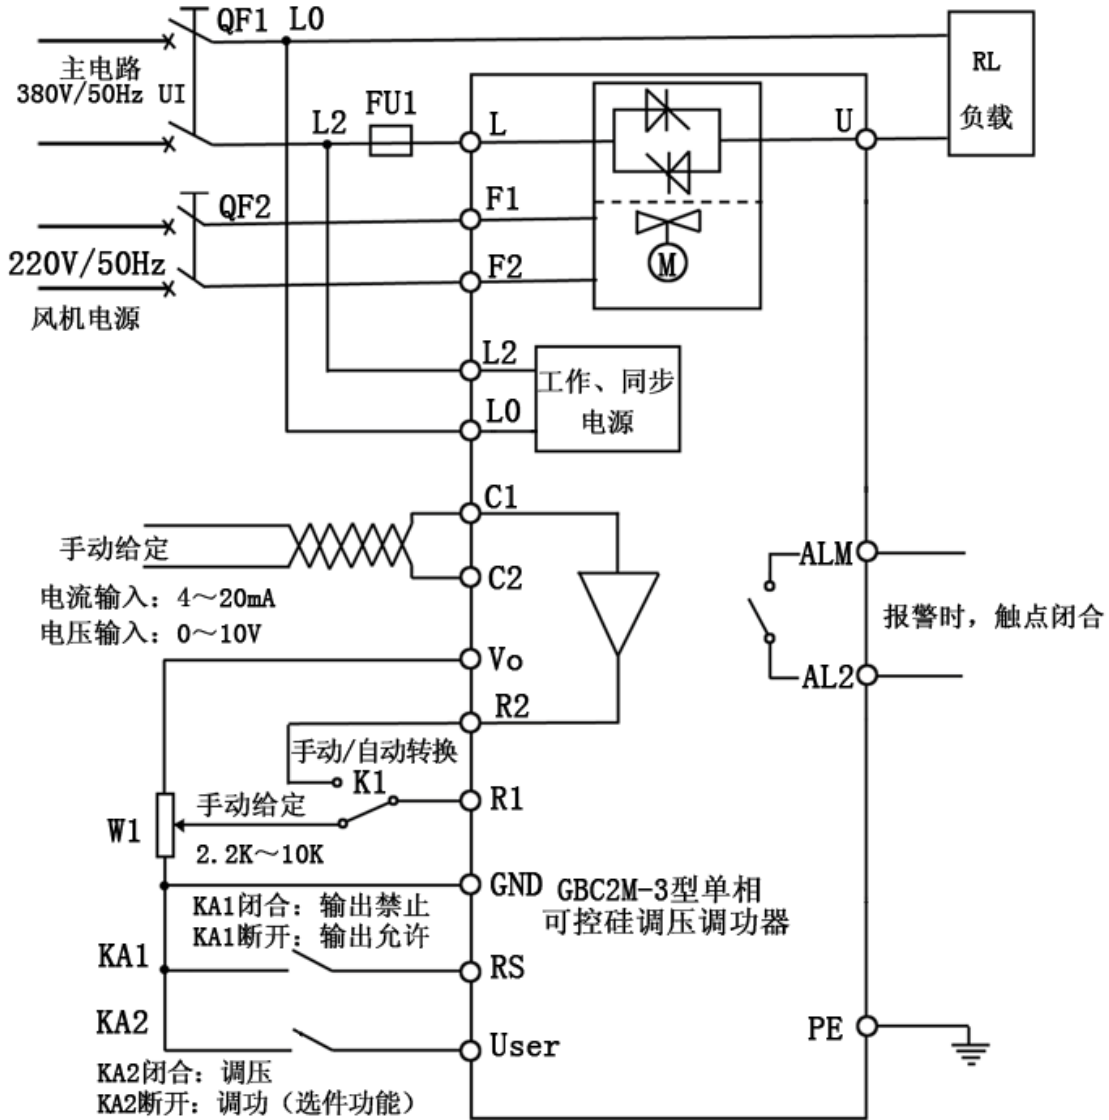 QF1 L0
主电路
380V/50Hz UI
RL
负载
L2 FU1 L
U
QF2
F1
220V/50Hz
F2
M
风机电源
L2
工作、同步
电源
L0
C1
手动给定
C2
电流输入：4～20mA
电压输入：0～10V
ALM
报警时，触点闭合
AL2
Vo
R2
手动/自动转换
K1
手动给定
R1
W1
2.2K～10K
GND
GBC2M-3型单相
可控硅调压调功器
KA1闭合：输出禁止
KA1断开：输出允许
KA1
RS
KA2
User
PE
KA2闭合：调压
KA2断开：调功（选件功能）